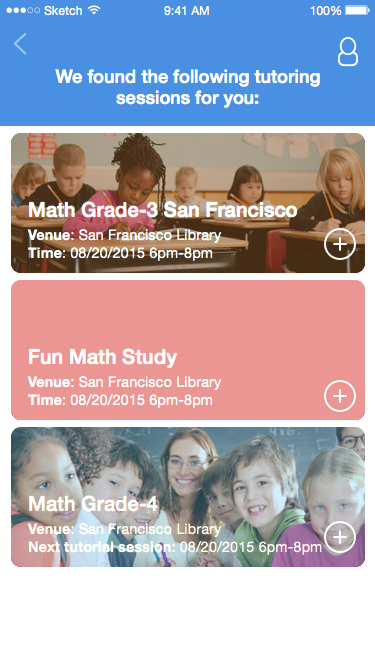 Sketch 9:41 AM 100%
We found the following tutoring
sessions for you:
Math Grade-3 San Francisco
Venue: San Francisco Library
Time: 08/20/2015 6pm-8pm
Fun Math Study
Venue: San Francisco Library
Time: 08/20/2015 6pm-8pm
Math Grade-4
Venue: San Francisco Library
Next tutorial session: 08/20/2015 6pm-8pm